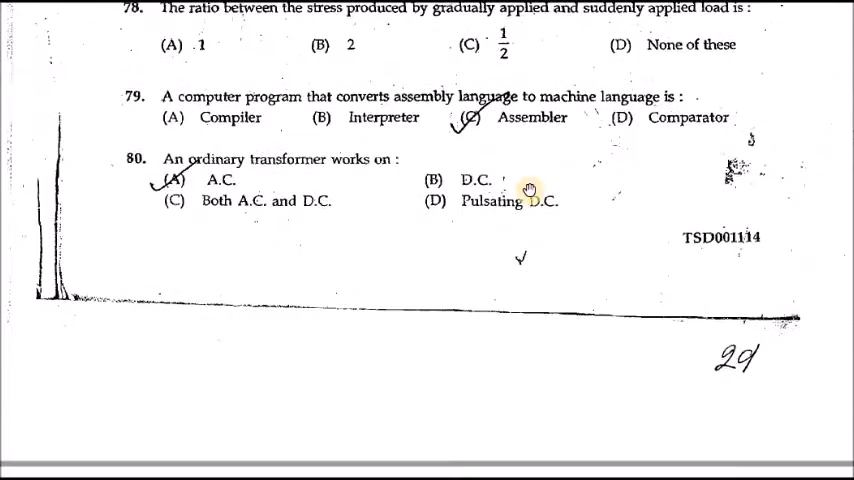 78. The ratio between the stress produced by gradually applied and suddenly applied load is :
(A) 1 (B) 2 (C) 1/2 (D) None of these
79. A computer program that converts assembly language to machine language is :
(A) Compiler (B) Interpreter (C) Assembler (D) Comparator
80. An ordinary transformer works on :
(A) A.C. (B) D.C.
(C) Both A.C. and D.C. (D) Pulsating D.C.
TSD001114